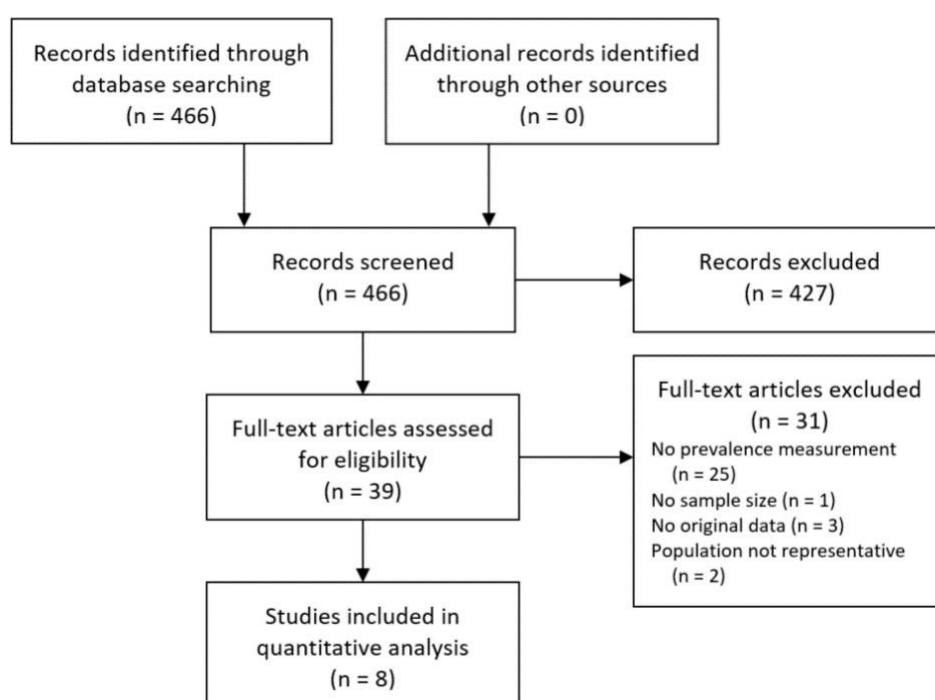 Records identified through
database searching
(n = 466)
Additional records identified
through other sources
(n = 0)
Records screened
(n = 466)
Records excluded
(n = 427)
Full-text articles assessed
for eligibility
(n = 39)
Full-text articles excluded
(n = 31)
No prevalence measurement
(n = 25)
No sample size (n = 1)
No original data (n = 3)
Population not representative
(n = 2)
Studies included in
quantitative analysis
(n = 8)